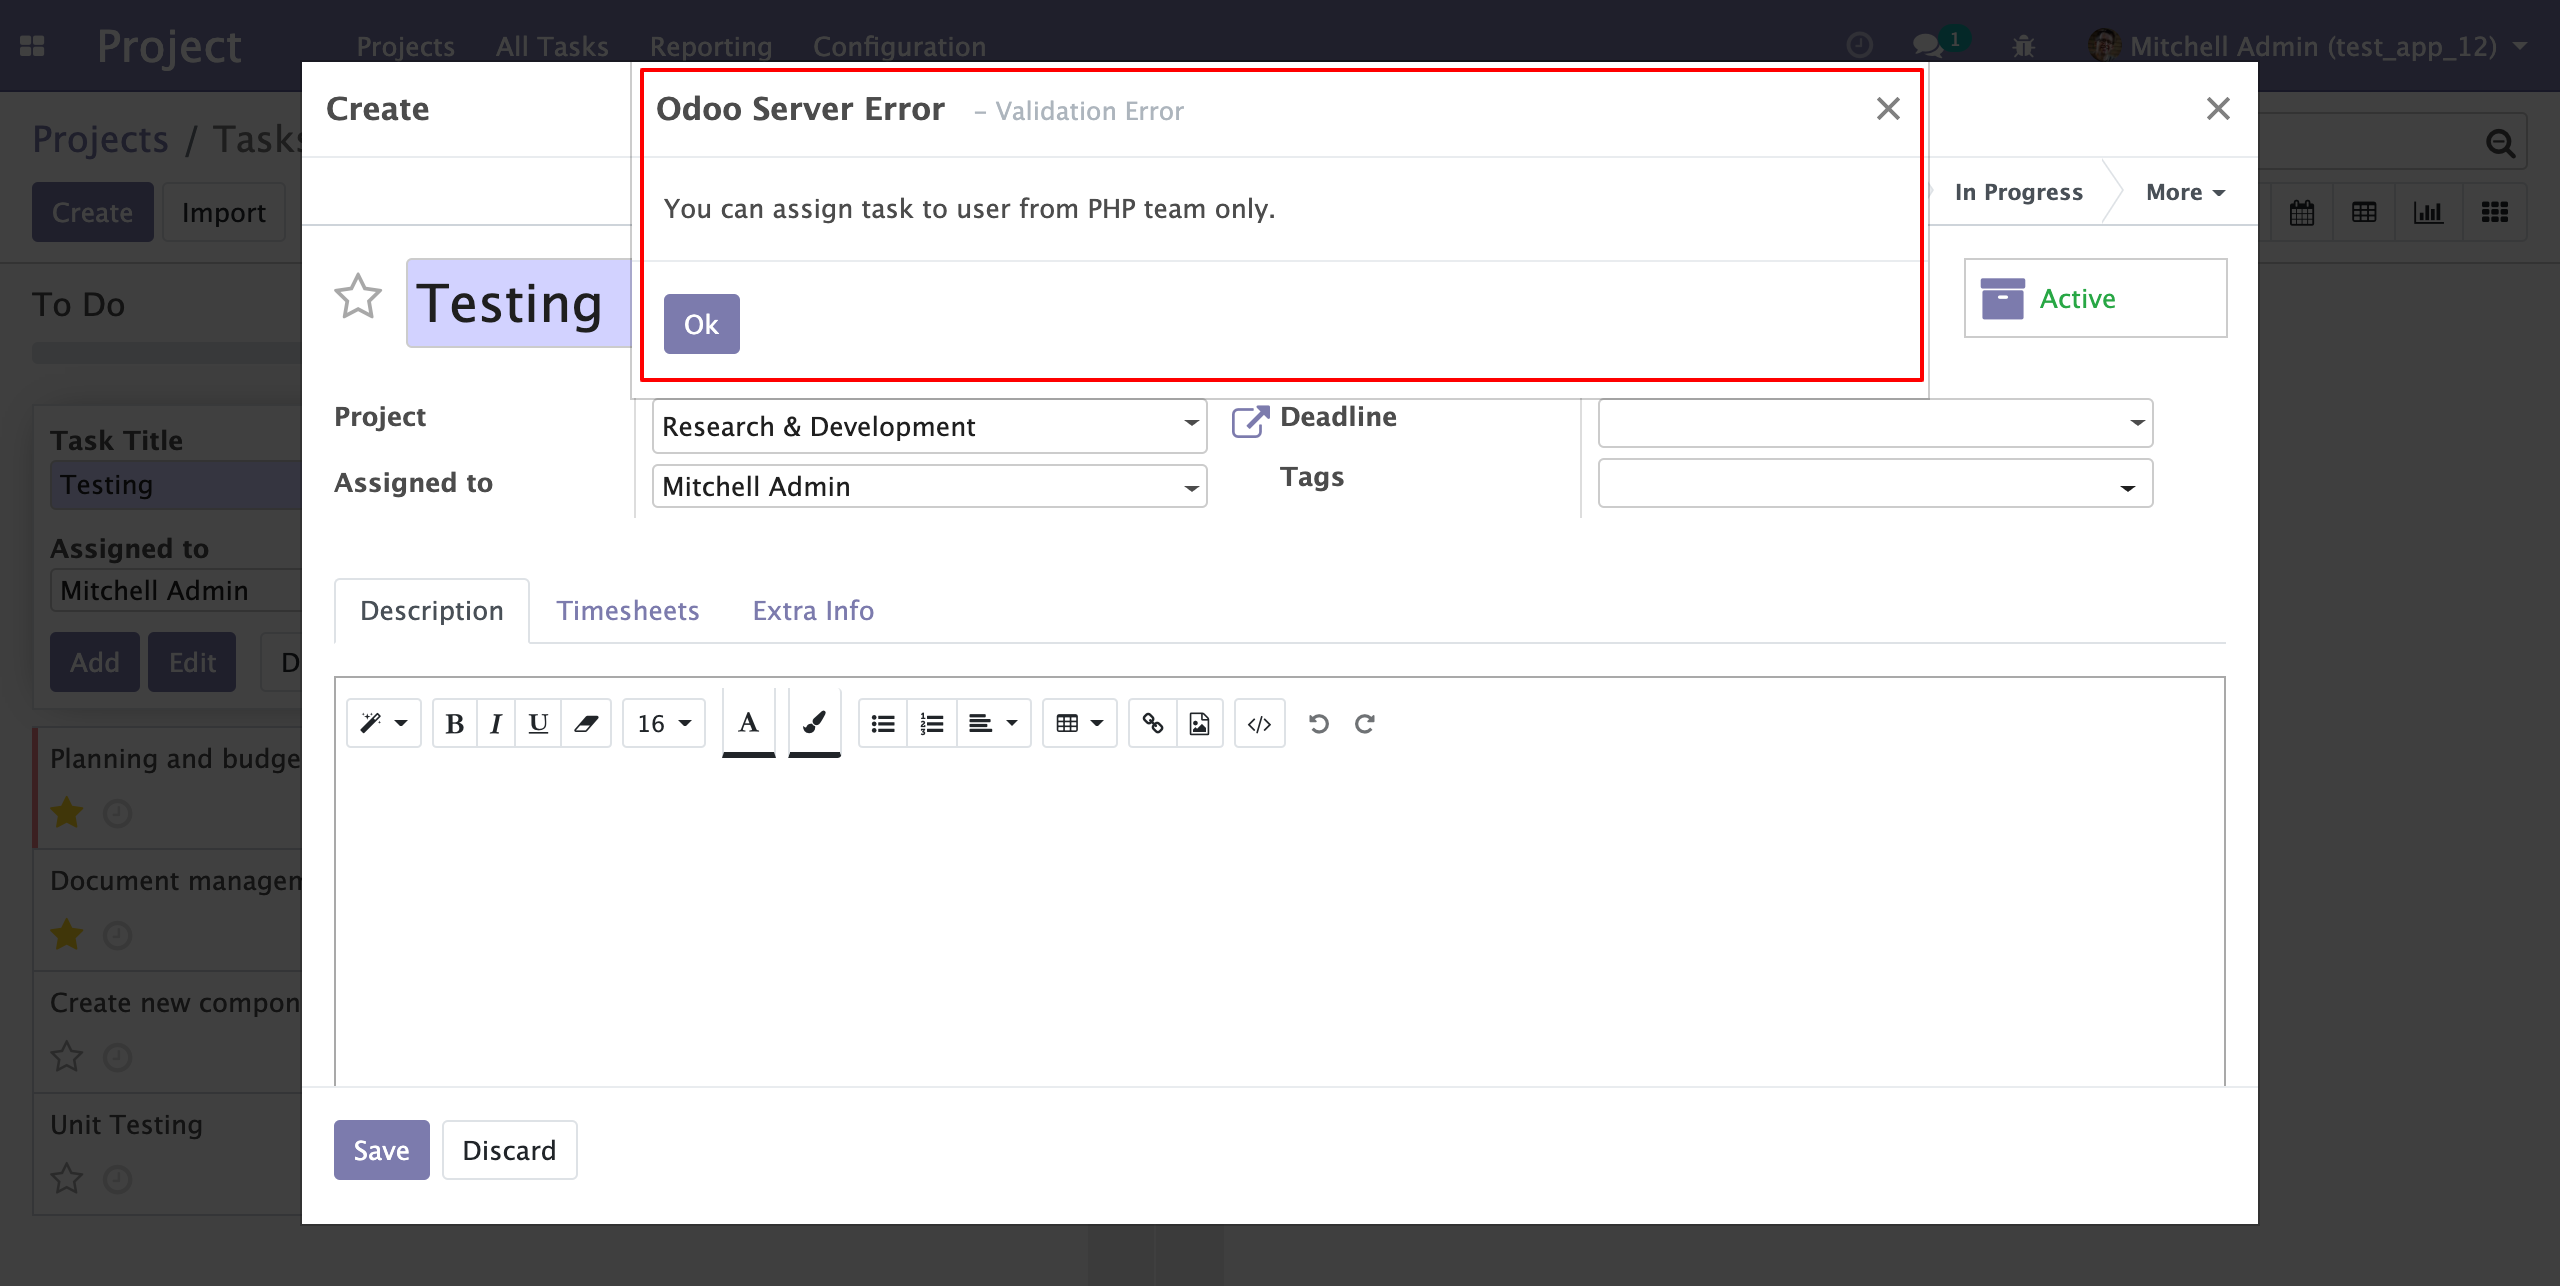 Project
Projects
All Tasks
Reporting
Configuration
1
Mitchell Admin (test_app_12)
Projects / Tasks
Create
Import
To Do
Task Title
Testing
Assigned to
Mitchell Admin
Add
Edit
D
Planning and budge
Document managem
Create new compon
Unit Testing
Create
Odoo Server Error – Validation Error
You can assign task to user from PHP team only.
Ok
In Progress
More
Testing
Active
Project
Research & Development
Deadline
Assigned to
Mitchell Admin
Tags
Description
Timesheets
Extra Info
B I U 16 A
Save
Discard